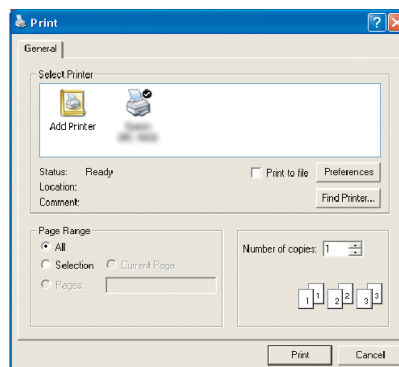 Print
General
Select Printer
Add Printer
Status: Ready
Location:
Comment:
Print to file
Preferences
Find Printer...
Page Range
All
Selection
Current Page
Pages:
Number of copies: 1
1 1 2 2 3 3
Print
Cancel